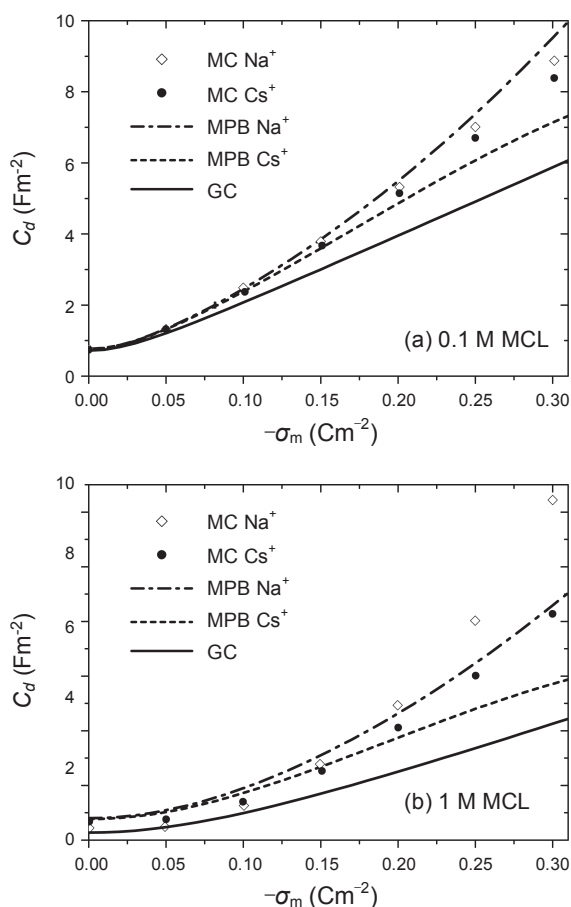 10
8
6
4
2
0
C_d (Fm⁻²)
MC Na⁺
MC Cs⁺
MPB Na⁺
MPB Cs⁺
GC
(a) 0.1 M MCL
0.00 0.05 0.10 0.15 0.20 0.25 0.30
−σ_m (Cm⁻²)
10
8
6
4
2
0
C_d (Fm⁻²)
MC Na⁺
MC Cs⁺
MPB Na⁺
MPB Cs⁺
GC
(b) 1 M MCL
0.00 0.05 0.10 0.15 0.20 0.25 0.30
−σ_m (Cm⁻²)